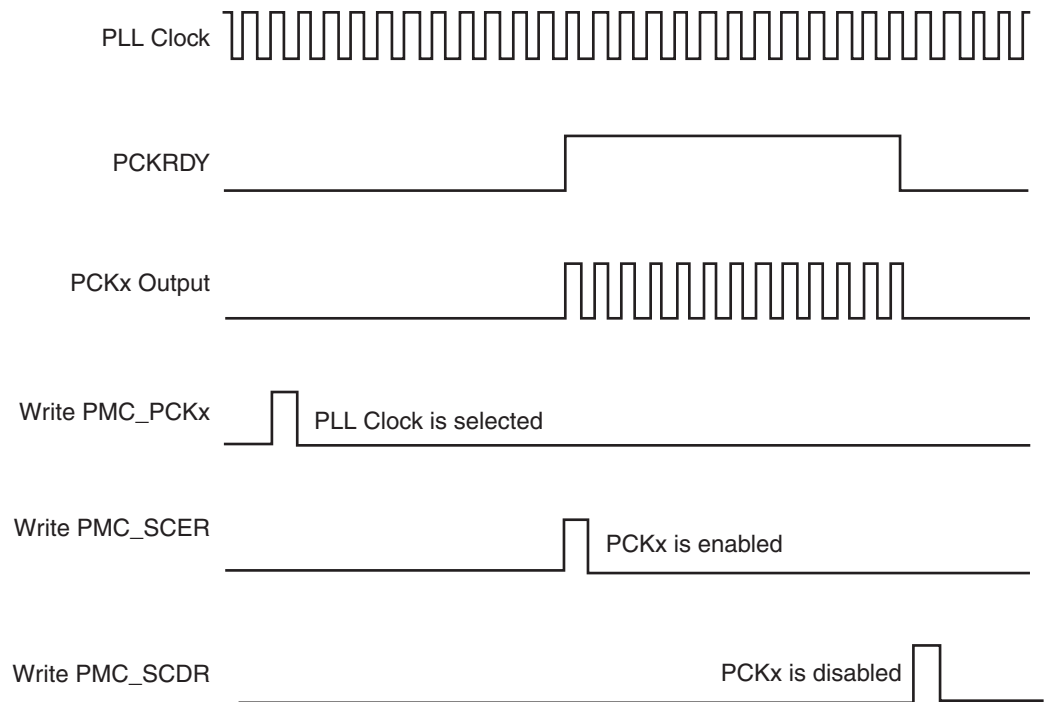 PLL Clock
PCKRDY
PCKx Output
Write PMC_PCKx
PLL Clock is selected
Write PMC_SCER
PCKx is enabled
Write PMC_SCDR
PCKx is disabled